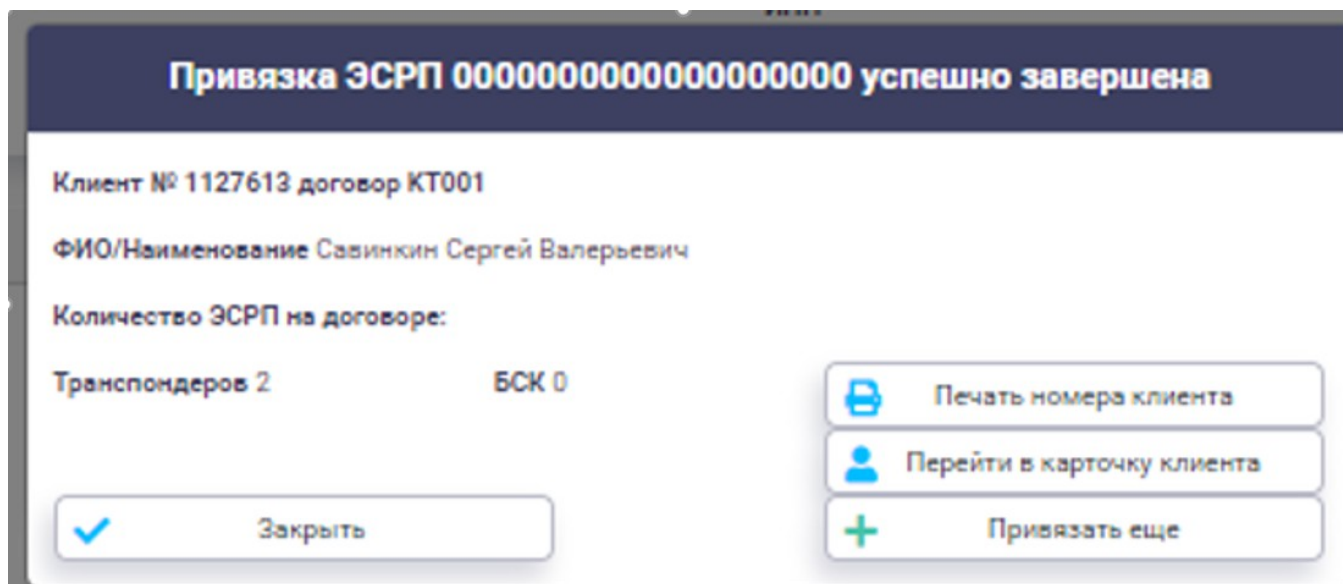 Привязка ЭСРП 0000000000000000000 успешно завершена
Клиент № 1127613 договор КТ001
ФИО/Наименование Савинкин Сергей Валерьевич
Количество ЭСРП на договоре:
Транспондеров 2 БСК 0
Печать номера клиента
Перейти в карточку клиента
Закрыть
Привязать еще